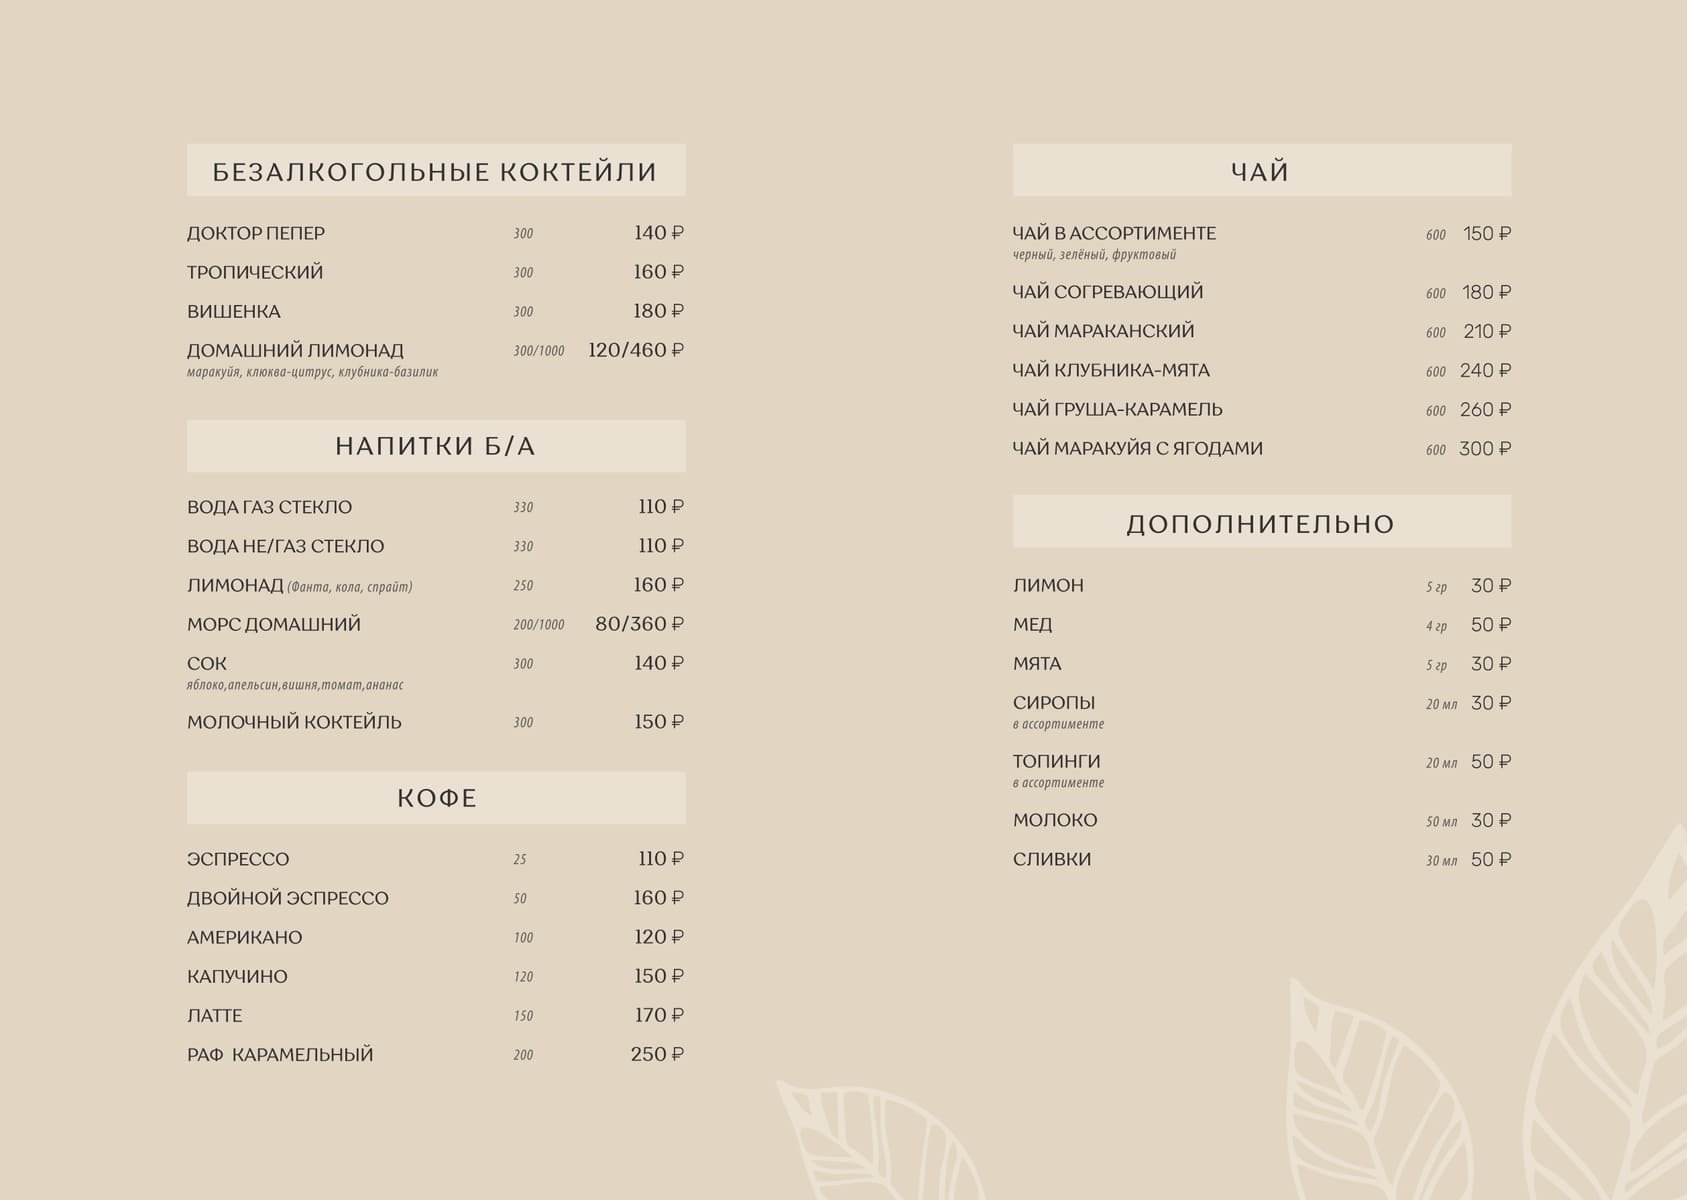 БЕЗАЛКОГОЛЬНЫЕ КОКТЕЙЛИ
ДОКТОР ПЕПЕР 300 140 ₽
ТРОПИЧЕСКИЙ 300 160 ₽
ВИШЕНКА 300 180 ₽
ДОМАШНИЙ ЛИМОНАД 300/1000 120/460 ₽
маракуйя, клюква-цитрус, клубника-базилик
НАПИТКИ Б/А
ВОДА ГАЗ СТЕКЛО 330 110 ₽
ВОДА НЕ/ГАЗ СТЕКЛО 330 110 ₽
ЛИМОНАД (Фанта, кола, спрайт) 250 160 ₽
МОРС ДОМАШНИЙ 200/1000 80/360 ₽
СОК 300 140 ₽
яблоко,апельсин,вишня,томат,ананас
МОЛОЧНЫЙ КОКТЕЙЛЬ 300 150 ₽
КОФЕ
ЭСПРЕССО 25 110 ₽
ДВОЙНОЙ ЭСПРЕССО 50 160 ₽
АМЕРИКАНО 100 120 ₽
КАПУЧИНО 120 150 ₽
ЛАТТЕ 150 170 ₽
РАФ КАРАМЕЛЬНЫЙ 200 250 ₽
ЧАЙ
ЧАЙ В АССОРТИМЕНТЕ 600 150 ₽
черный, зелёный, фруктовый
ЧАЙ СОГРЕВАЮЩИЙ 600 180 ₽
ЧАЙ МАРАКАНСКИЙ 600 210 ₽
ЧАЙ КЛУБНИКА-МЯТА 600 240 ₽
ЧАЙ ГРУША-КАРАМЕЛЬ 600 260 ₽
ЧАЙ МАРАКУЙЯ С ЯГОДАМИ 600 300 ₽
ДОПОЛНИТЕЛЬНО
ЛИМОН 5 гр 30 ₽
МЕД 4 гр 50 ₽
МЯТА 5 гр 30 ₽
СИРОПЫ 20 мл 30 ₽
в ассортименте
ТОПИНГИ 20 мл 50 ₽
в ассортименте
МОЛОКО 50 мл 30 ₽
СЛИВКИ 30 мл 50 ₽